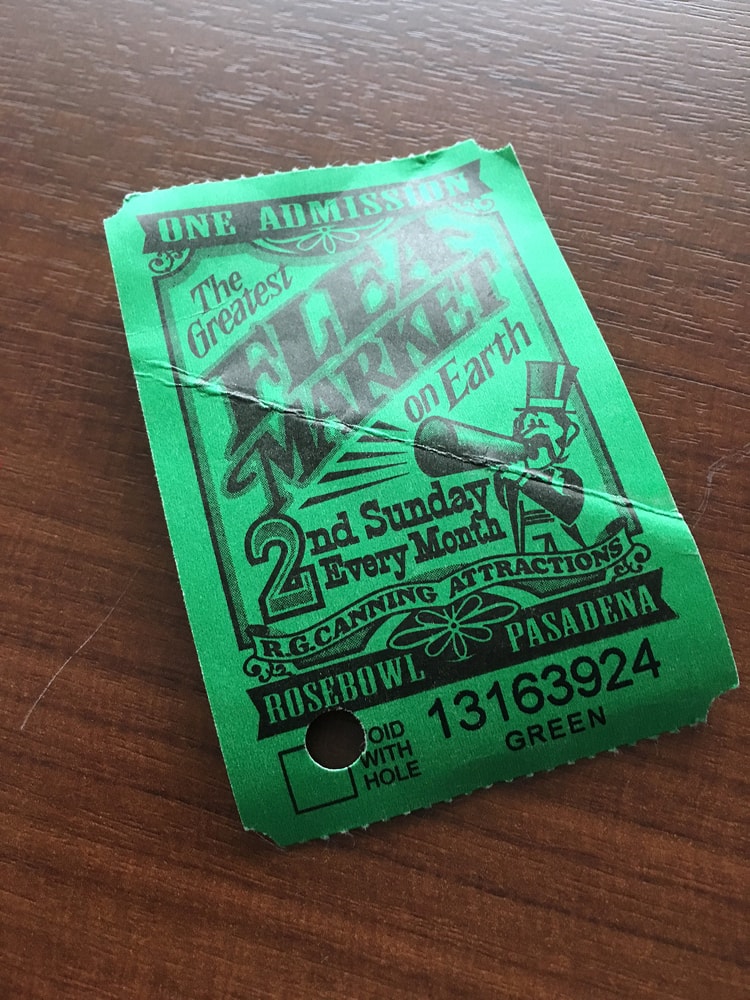 ONE ADMISSION
The
Greatest
FLEA
MARKET
on Earth
2nd Sunday
Every Month
R.G. CANNING ATTRACTIONS
ROSEBOWL PASADENA
13163924
GREEN
OID
WITH
HOLE